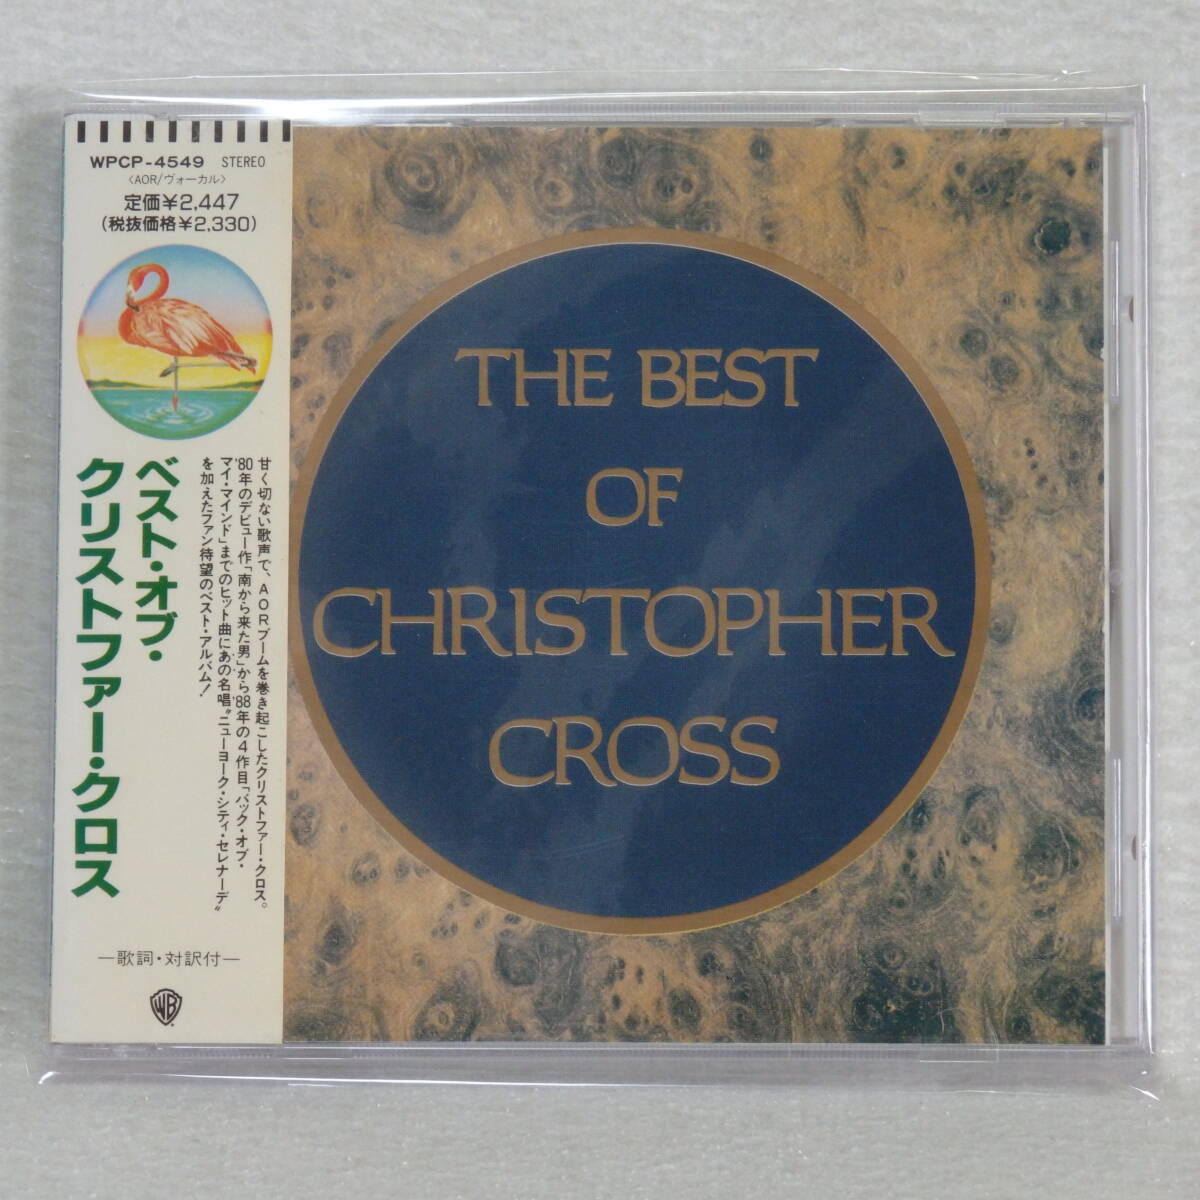 WPCP-4549 STEREO
〈AOR/ヴォーカル〉
定価¥2,447
(税抜価格¥2,330)
ベスト・オブ・
クリストファー・クロス
甘く切ない歌声で、AORブームを巻き起こしたクリストファー・クロス。
'80年のデビュー作「南から来た男」から'88年の4作目「バック・オブ・
マイ・マインド」までのヒット曲にあの名唱"ニューヨーク・シティ・セレナーデ"
を加えたファン待望のベスト・アルバム!
—歌詞・対訳付—
WB
THE BEST
OF
CHRISTOPHER
CROSS